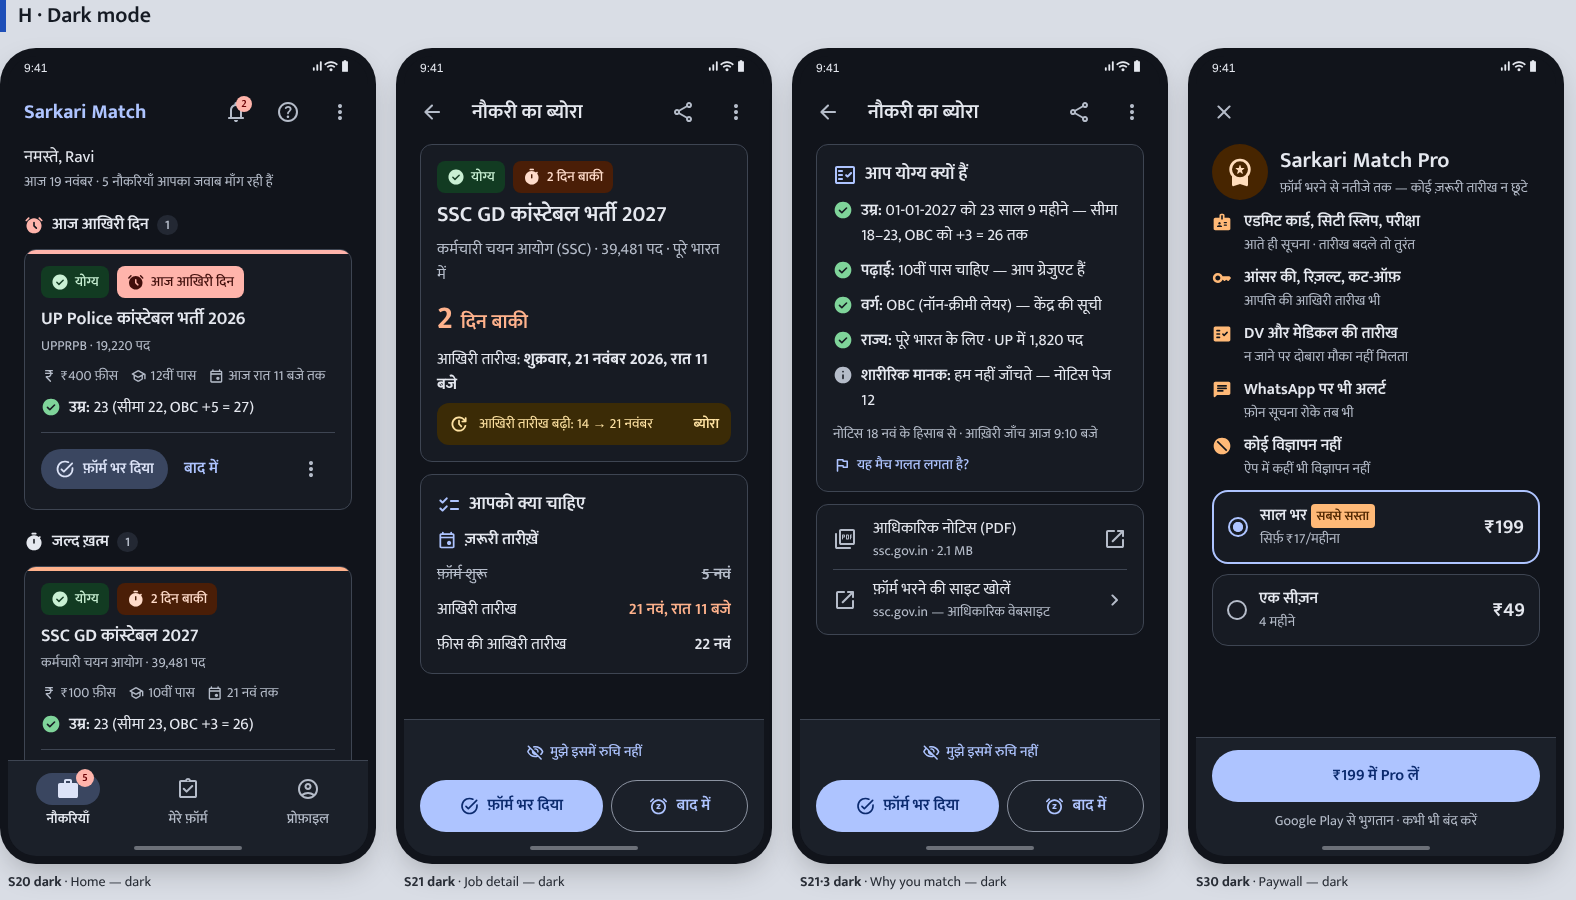 H · Dark mode
9:41
Sarkari Match
2
नमस्ते, Ravi
आज 19 नवंबर · 5 नौकरियाँ आपका जवाब माँग रही हैं
आज आखिरी दिन 1
योग्य
आज आखिरी दिन
UP Police कांस्टेबल भर्ती 2026
UPPRPB · 19,220 पद
₹ ₹400 फ़ीस 12वीं पास आज रात 11 बजे तक
उम्र: 23 (सीमा 22, OBC +5 = 27)
फ़ॉर्म भर दिया
बाद में
जल्द ख़त्म 1
योग्य
2 दिन बाकी
SSC GD कांस्टेबल 2027
कर्मचारी चयन आयोग · 39,481 पद
₹ ₹100 फ़ीस 10वीं पास 21 नवं तक
उम्र: 23 (सीमा 23, OBC +3 = 26)
5
नौकरियाँ
मेरे फ़ॉर्म
प्रोफ़ाइल
S20 dark · Home — dark
9:41
नौकरी का ब्योरा
योग्य
2 दिन बाकी
SSC GD कांस्टेबल भर्ती 2027
कर्मचारी चयन आयोग (SSC) · 39,481 पद · पूरे भारत
में
2 दिन बाकी
आखिरी तारीख: शुक्रवार, 21 नवंबर 2026, रात 11
बजे
आखिरी तारीख बढ़ी: 14 → 21 नवंबर
ब्योरा
आपको क्या चाहिए
ज़रूरी तारीख़ें
फ़ॉर्म शुरू 5 नवं
आखिरी तारीख 21 नवं, रात 11 बजे
फ़ीस की आखिरी तारीख 22 नवं
मुझे इसमें रुचि नहीं
फ़ॉर्म भर दिया
बाद में
S21 dark · Job detail — dark
9:41
नौकरी का ब्योरा
आप योग्य क्यों हैं
उम्र: 01-01-2027 को 23 साल 9 महीने — सीमा
18–23, OBC को +3 = 26 तक
पढ़ाई: 10वीं पास चाहिए — आप ग्रेजुएट हैं
वर्ग: OBC (नॉन-क्रीमी लेयर) — केंद्र की सूची
राज्य: पूरे भारत के लिए · UP में 1,820 पद
शारीरिक मानक: हम नहीं जाँचते — नोटिस पेज
12
नोटिस 18 नवं के हिसाब से · आख़िरी जाँच आज 9:10 बजे
यह मैच गलत लगता है?
PDF
आधिकारिक नोटिस (PDF)
ssc.gov.in · 2.1 MB
फ़ॉर्म भरने की साइट खोलें
ssc.gov.in — आधिकारिक वेबसाइट
मुझे इसमें रुचि नहीं
फ़ॉर्म भर दिया
बाद में
S21·3 dark · Why you match — dark
9:41
Sarkari Match Pro
फ़ॉर्म भरने से नतीजे तक — कोई ज़रूरी तारीख न छूटे
एडमिट कार्ड, सिटी स्लिप, परीक्षा
आते ही सूचना · तारीख बदले तो तुरंत
आंसर की, रिज़ल्ट, कट-ऑफ़
आपत्ति की आखिरी तारीख भी
DV और मेडिकल की तारीख
न जाने पर दोबारा मौका नहीं मिलता
WhatsApp पर भी अलर्ट
फ़ोन सूचना रोके तब भी
कोई विज्ञापन नहीं
ऐप में कहीं भी विज्ञापन नहीं
साल भर सबसे सस्ता
सिर्फ़ ₹17/महीना
₹199
एक सीज़न
4 महीने
₹49
₹199 में Pro लें
Google Play से भुगतान · कभी भी बंद करें
S30 dark · Paywall — dark